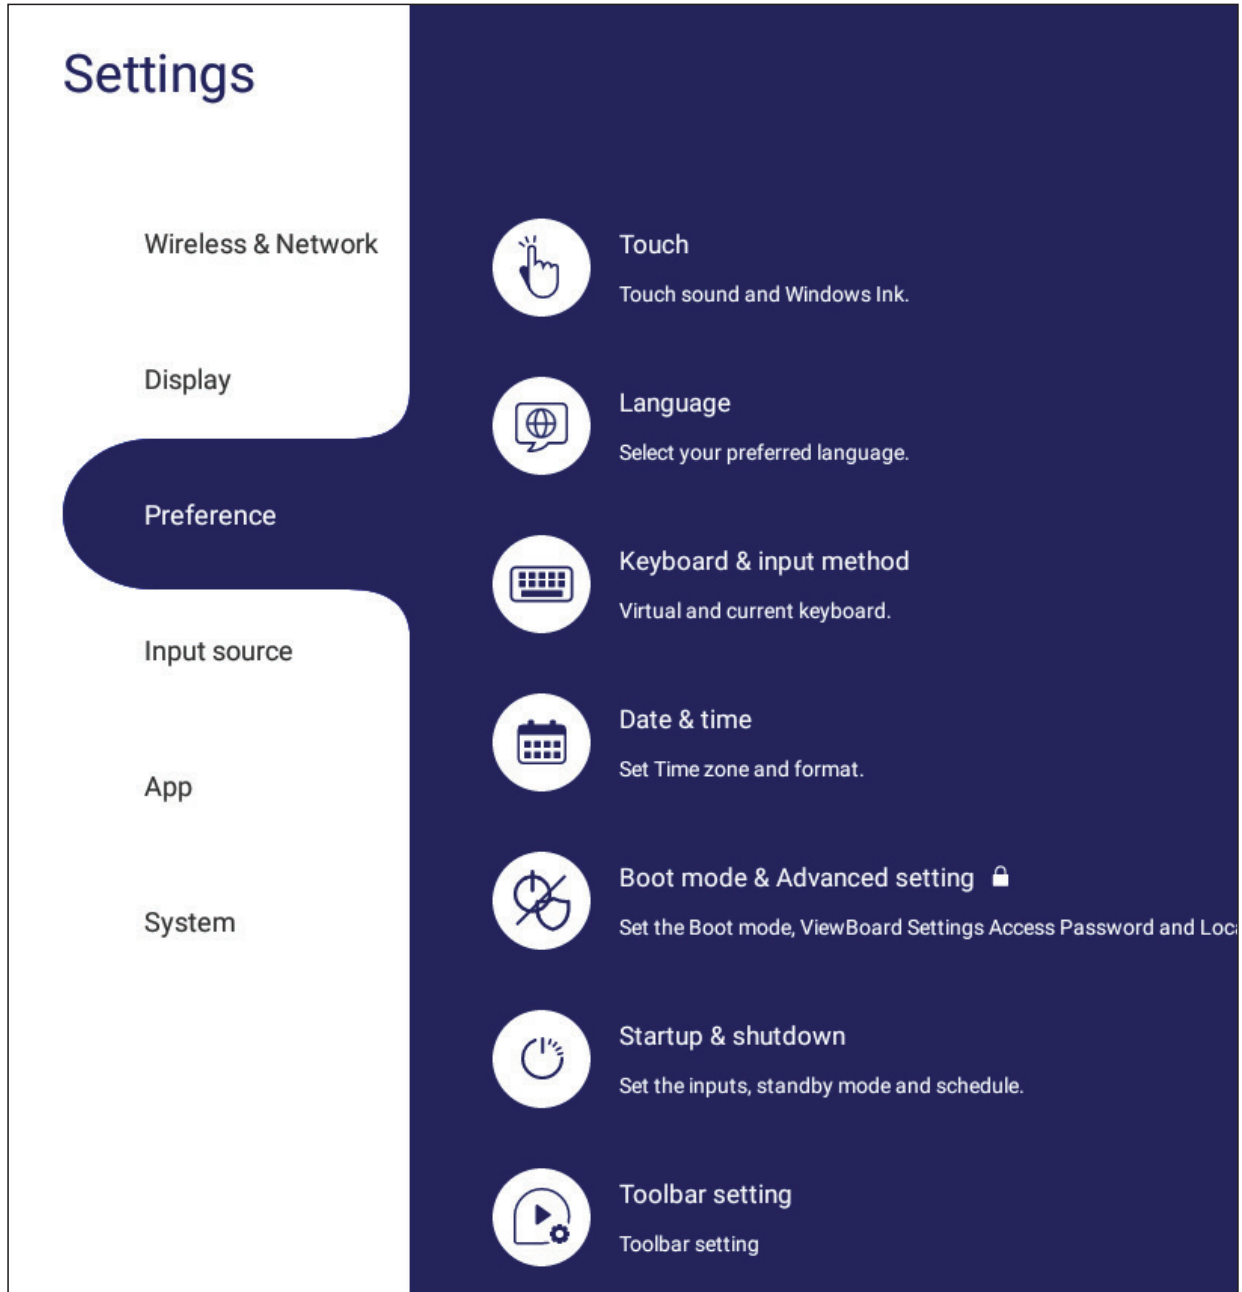 Settings
Wireless & Network
Display
Preference
Input source
App
System
Touch
Touch sound and Windows Ink.
Language
Select your preferred language.
Keyboard & input method
Virtual and current keyboard.
Date & time
Set Time zone and format.
Boot mode & Advanced setting
Set the Boot mode, ViewBoard Settings Access Password and
Startup & shutdown
Set the inputs, standby mode and schedule.
Toolbar setting
Toolbar setting